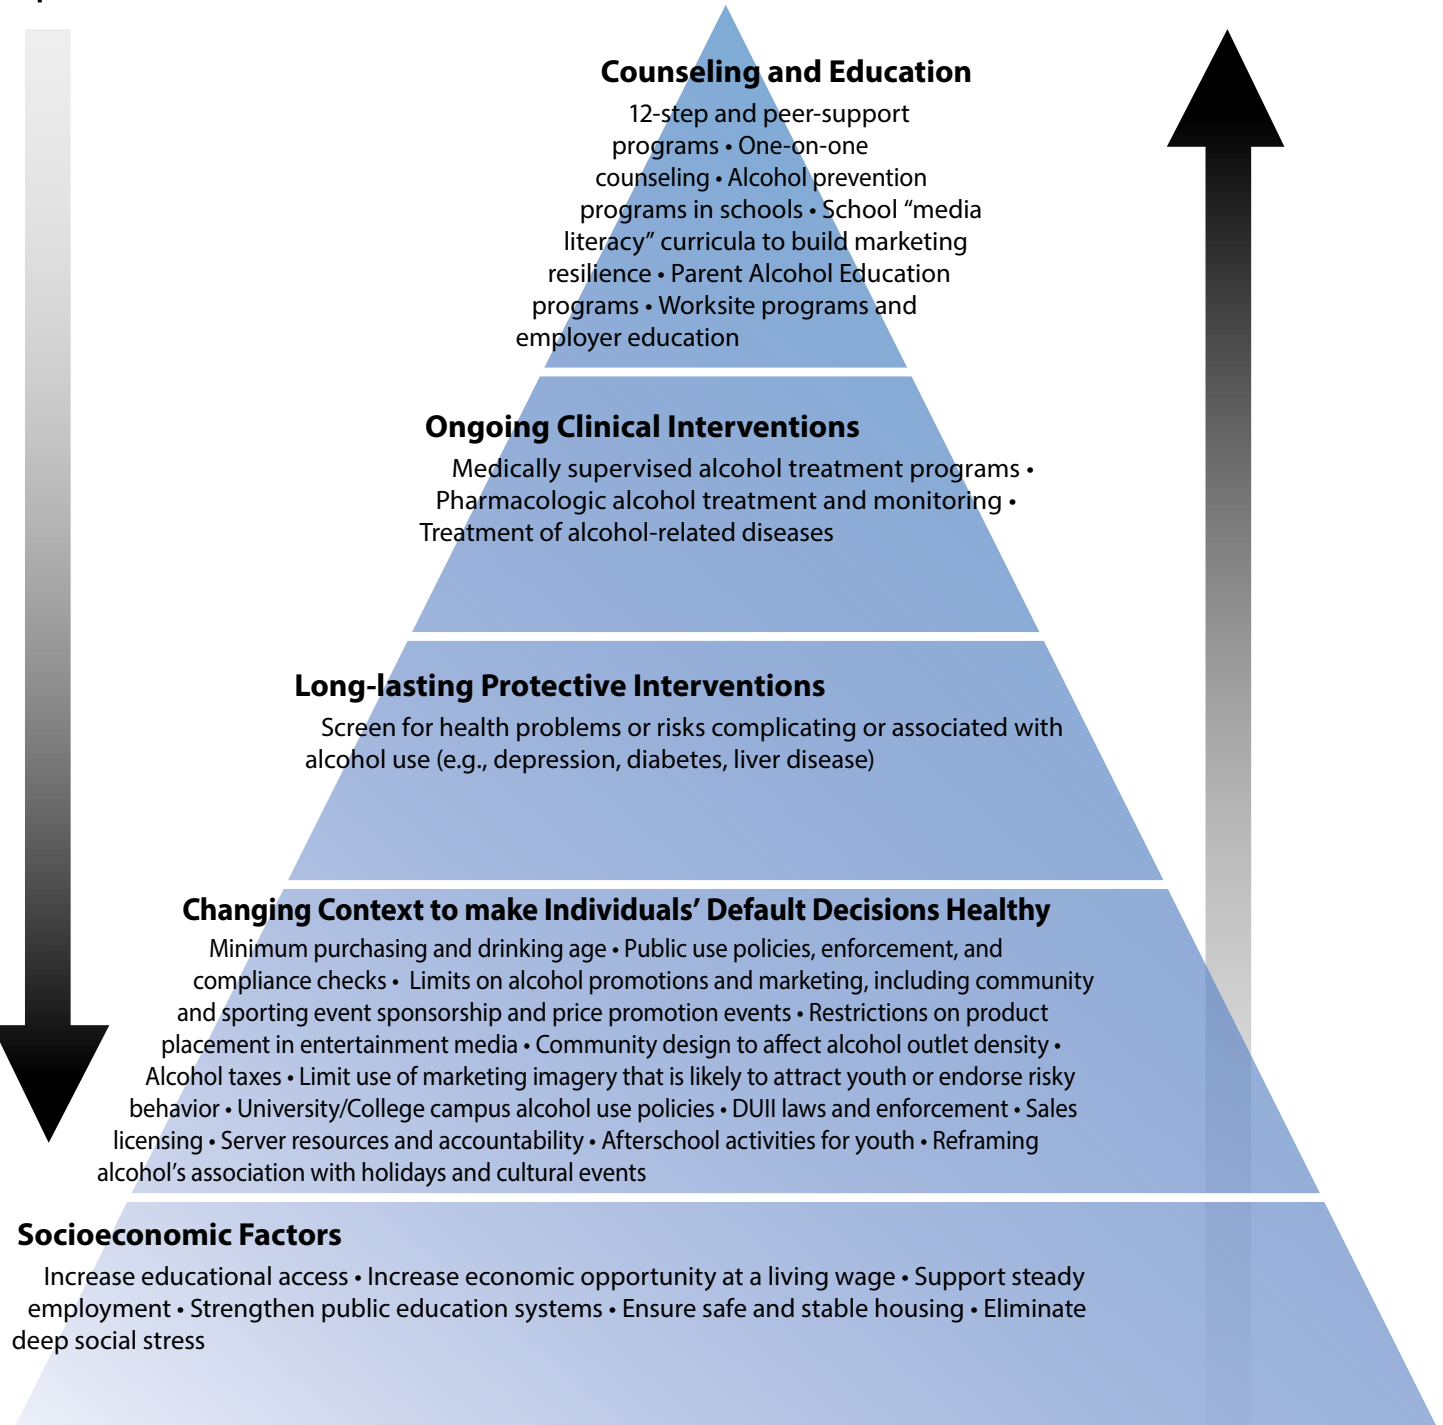 Counseling and Education
12-step and peer-support
programs • One-on-one
counseling • Alcohol prevention
programs in schools • School “media
literacy” curricula to build marketing
resilience • Parent Alcohol Education
programs • Worksite programs and
employer education
Ongoing Clinical Interventions
Medically supervised alcohol treatment programs •
Pharmacologic alcohol treatment and monitoring •
Treatment of alcohol-related diseases
Long-lasting Protective Interventions
Screen for health problems or risks complicating or associated with
alcohol use (e.g., depression, diabetes, liver disease)
Changing Context to make Individuals’ Default Decisions Healthy
Minimum purchasing and drinking age • Public use policies, enforcement, and
compliance checks • Limits on alcohol promotions and marketing, including community
and sporting event sponsorship and price promotion events • Restrictions on product
placement in entertainment media • Community design to affect alcohol outlet density •
Alcohol taxes • Limit use of marketing imagery that is likely to attract youth or endorse risky
behavior • University/College campus alcohol use policies • DUII laws and enforcement • Sales
licensing • Server resources and accountability • Afterschool activities for youth • Reframing
alcohol’s association with holidays and cultural events
Socioeconomic Factors
Increase educational access • Increase economic opportunity at a living wage • Support steady
employment • Strengthen public education systems • Ensure safe and stable housing • Eliminate
deep social stress